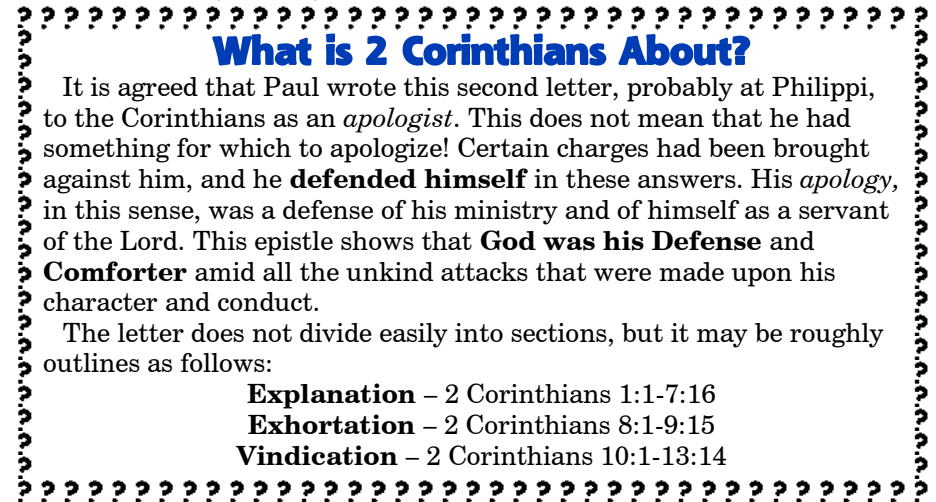 What is 2 Corinthians About?
It is agreed that Paul wrote this second letter, probably at Philippi,
to the Corinthians as an apologist. This does not mean that he had
something for which to apologize! Certain charges had been brought
against him, and he defended himself in these answers. His apology,
in this sense, was a defense of his ministry and of himself as a servant
of the Lord. This epistle shows that God was his Defense and
Comforter amid all the unkind attacks that were made upon his
character and conduct.
The letter does not divide easily into sections, but it may be roughly
outlines as follows:
Explanation – 2 Corinthians 1:1-7:16
Exhortation – 2 Corinthians 8:1-9:15
Vindication – 2 Corinthians 10:1-13:14